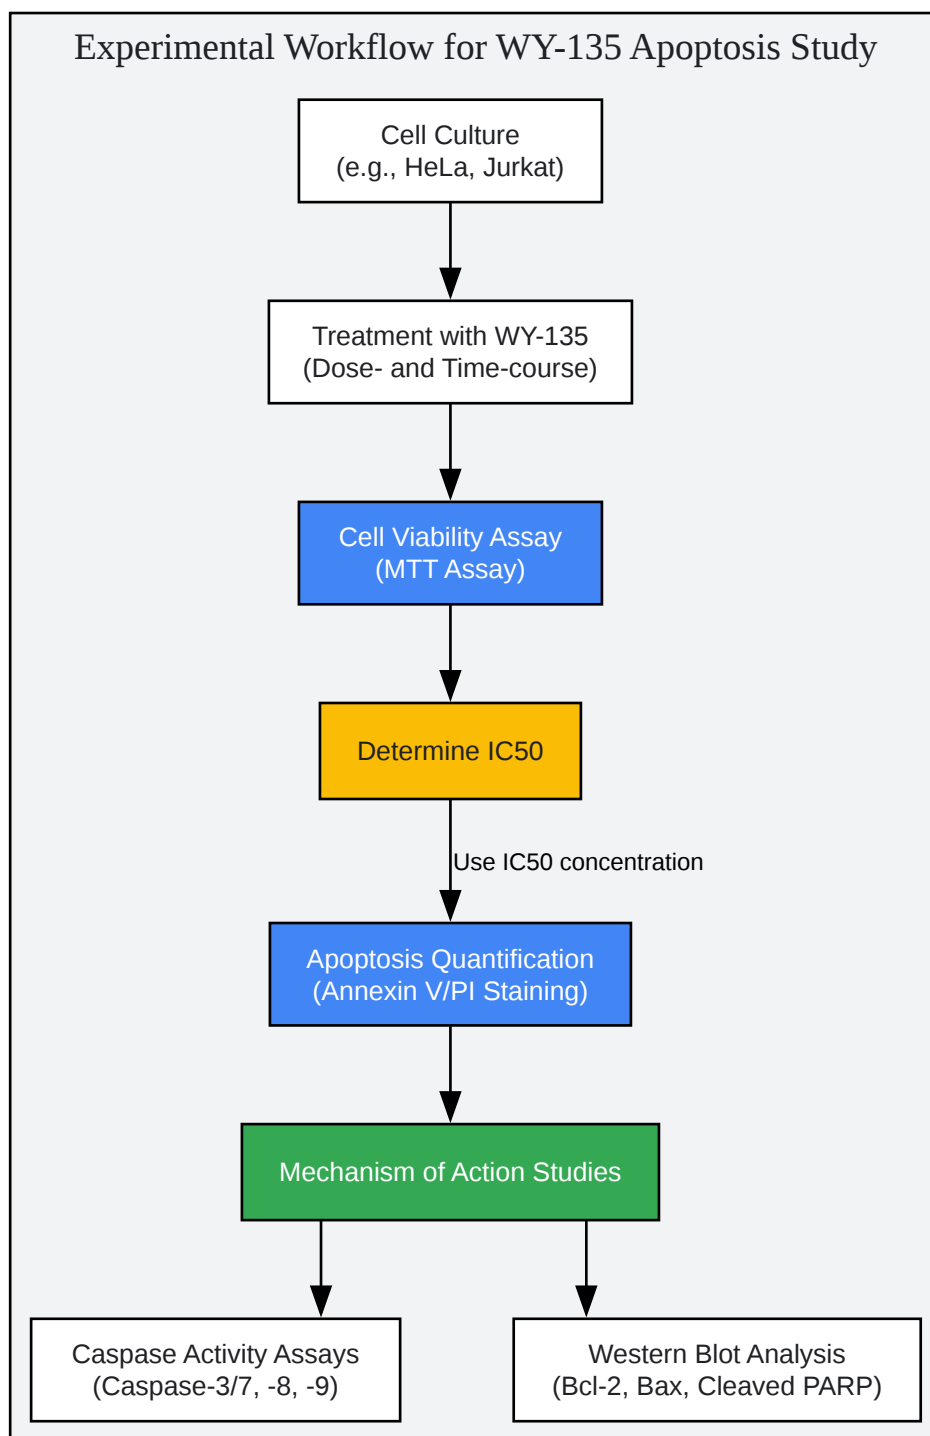 Experimental Workflow for WY-135 Apoptosis Study
Cell Culture
(e.g., HeLa, Jurkat)
Treatment with WY-135
(Dose- and Time-course)
Cell Viability Assay
(MTT Assay)
Determine IC50
Use IC50 concentration
Apoptosis Quantification
(Annexin V/PI Staining)
Mechanism of Action Studies
Caspase Activity Assays
(Caspase-3/7, -8, -9)
Western Blot Analysis
(Bcl-2, Bax, Cleaved PARP)